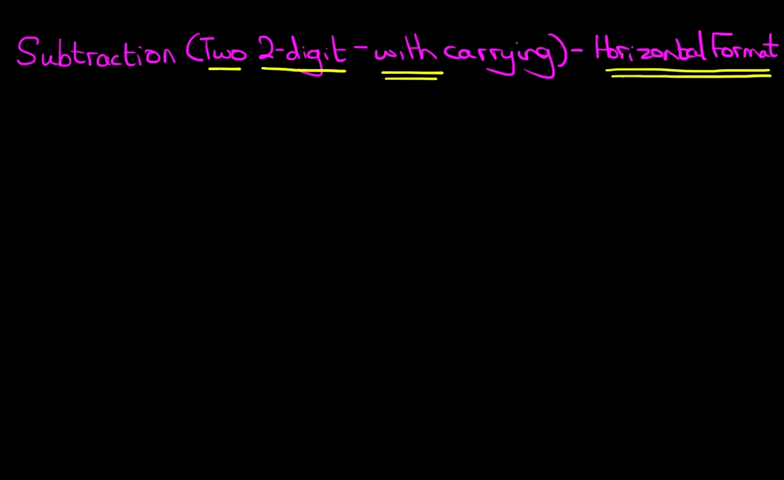 Subtraction (Two 2-digit - with carrying) - Horizontal Format